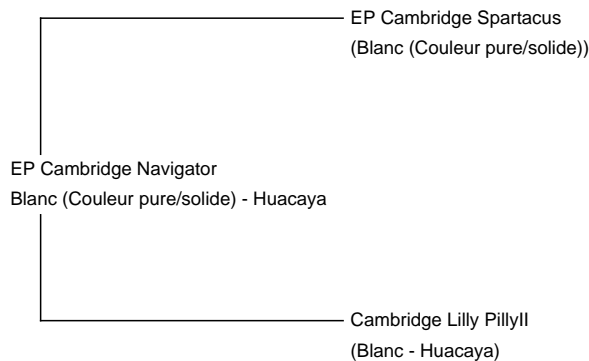 EP Cambridge Spartacus
(Blanc (Couleur pure/solide))
EP Cambridge Navigator
Blanc (Couleur pure/solide) - Huacaya
Cambridge Lilly PillyII
(Blanc - Huacaya)